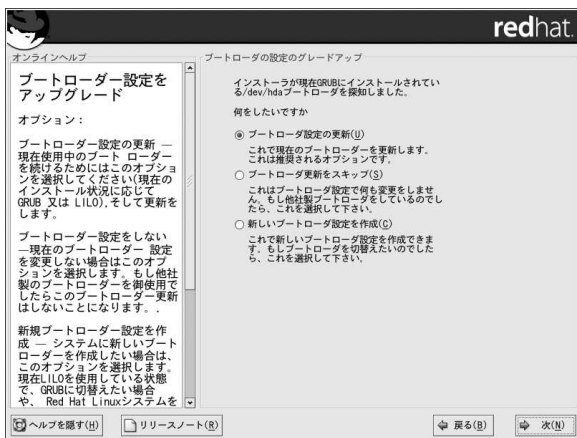 redhat.
オンラインヘルプ
ブートローダー設定を
アップグレード
オプション：
ブートローダー設定の更新 —
現在使用中のブート ローダー
を続けるためにはこのオプショ
ンを選択してください(現在の
インストール状況に応じて
GRUB 又は LILO),そして更新を
します。
ブートローダー設定をしない
—現在のブートローダー 設定
を変更しない場合はこのオプ
ションを選択します。もし他社
製のブートローダーを御使用で
したらこのブートローダー更新
はしないことになります。.
新規ブートローダー設定を作
成 — システムに新しいブート
ローダーを作成したい場合は、
このオプションを選択します。
現在LILOを使用している状態
で、GRUBに切替えたい場合
や、 Red Hat Linuxシステムを
ブートローダの設定のグレードアップ
インストーラが現在GRUBにインストールされてい
る/dev/hdaブートローダを探知しました。
何をしたいですか
ブートローダ設定の更新(U)
これで現在のブートローダーを更新します。
これは推奨されるオプションです。
ブートローダ更新をスキップ(S)
これはブートローダ設定で何も変更をしませ
ん。もし他社製ブートローダをしているのでし
たら、これを選択して下さい。
新しいブートローダ設定を作成(C)
これで新しいブートローダ設定を作成できま
す。もしブートローダを切替えたいのでした
ら、これを選択して下さい。
ヘルプを隠す(H)
リリースノート(R)
戻る(B)
次(N)